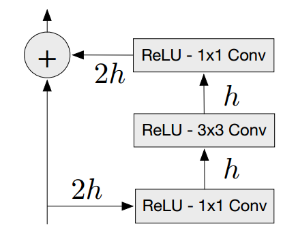 +
ReLU - 1x1 Conv
2h
h
ReLU - 3x3 Conv
h
2h
ReLU - 1x1 Conv